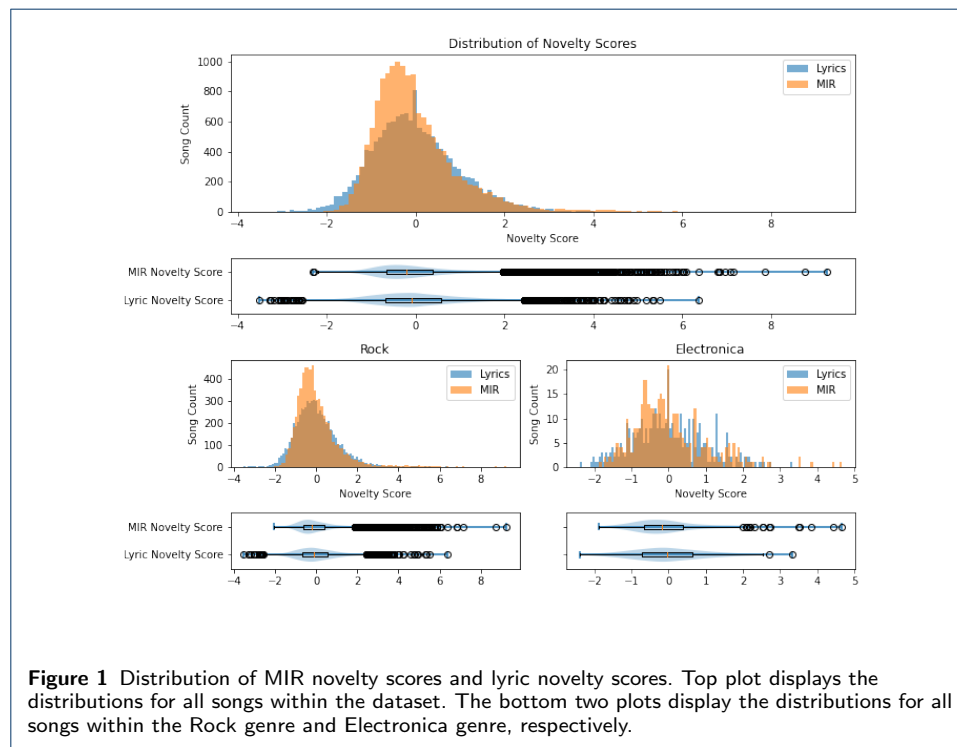 Distribution of Novelty Scores
1000
800
600
400
200
0
Song Count
Lyrics
MIR
−4 −2 0 2 4 6 8
Novelty Score
MIR Novelty Score
Lyric Novelty Score
−4 −2 0 2 4 6 8
Rock
400
300
200
100
0
Song Count
Lyrics
MIR
−4 −2 0 2 4 6 8
Novelty Score
Electronica
20
15
10
5
0
Song Count
Lyrics
MIR
−2 −1 0 1 2 3 4 5
Novelty Score
MIR Novelty Score
Lyric Novelty Score
−4 −2 0 2 4 6 8
−2 −1 0 1 2 3 4 5
Figure 1 Distribution of MIR novelty scores and lyric novelty scores. Top plot displays the
distributions for all songs within the dataset. The bottom two plots display the distributions for all
songs within the Rock genre and Electronica genre, respectively.